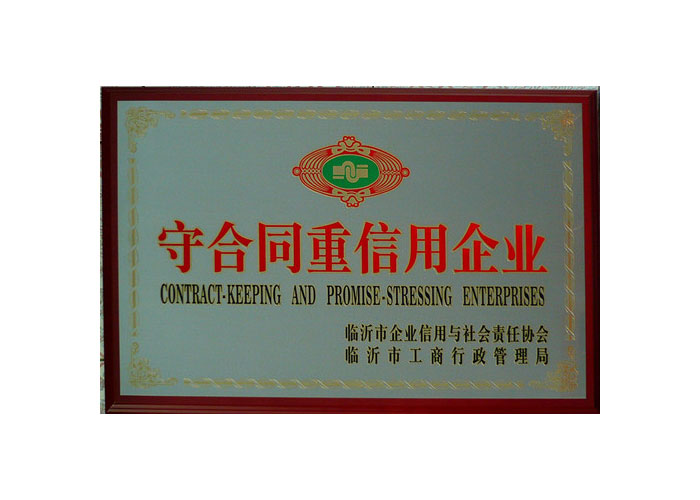 守合同重信用企业
CONTRACT-KEEPING AND PROMISE-STRESSING ENTERPRISES
临沂市企业信用与社会责任协会
临沂市工商行政管理局